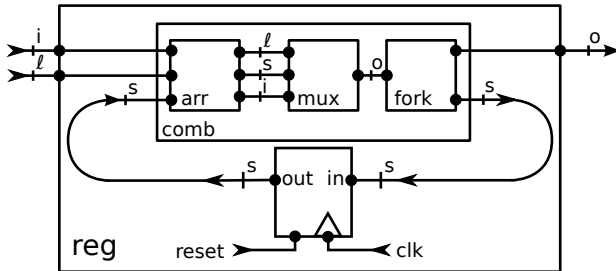 i o
ℓ ℓ s s
s i o s
arr mux fork
comb
s out in s
reg
reset clk